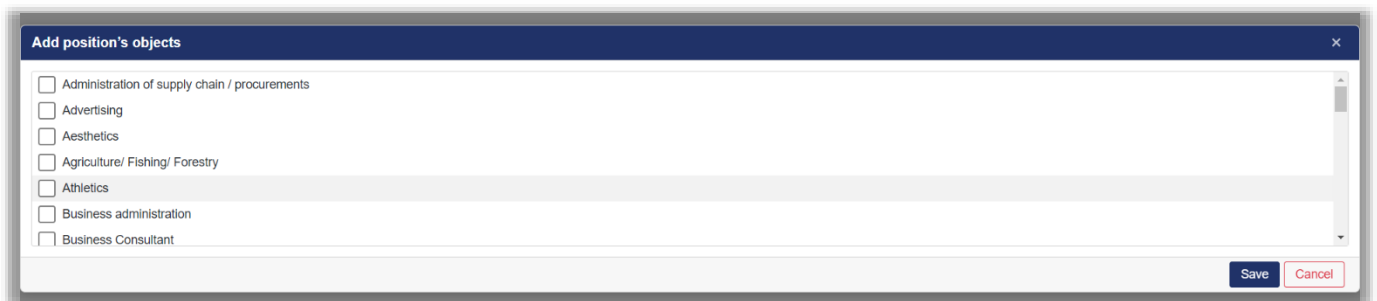 Add position's objects
×
Administration of supply chain / procurements
Advertising
Aesthetics
Agriculture/ Fishing/ Forestry
Athletics
Business administration
Business Consultant
Save Cancel